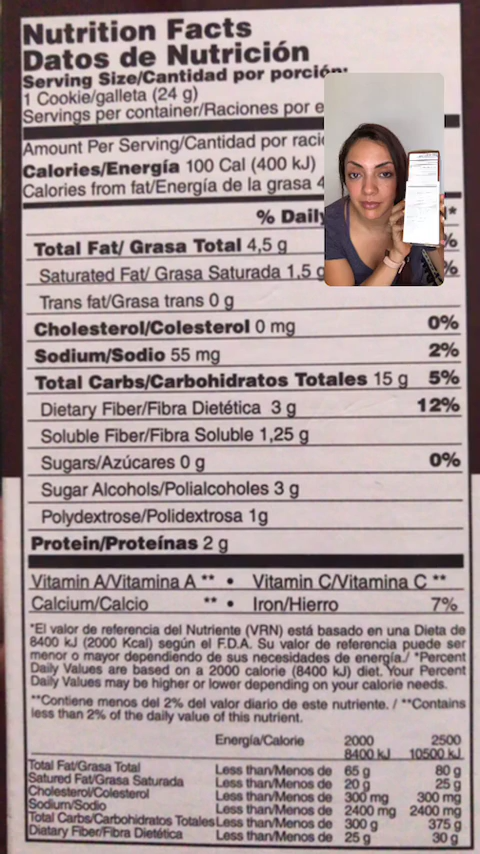 Nutrition Facts
Datos de Nutrición
Serving Size/Cantidad por porción:
1 Cookie/galleta (24 g)
Servings per container/Raciones por e
Amount Per Serving/Cantidad por raci
Calories/Energía 100 Cal (400 kJ)
Calories from fat/Energía de la grasa 4
% Daily *
Total Fat/ Grasa Total 4,5 g %
Saturated Fat/ Grasa Saturada 1,5 g %
Trans fat/Grasa trans 0 g
Cholesterol/Colesterol 0 mg 0%
Sodium/Sodio 55 mg 2%
Total Carbs/Carbohidratos Totales 15 g 5%
Dietary Fiber/Fibra Dietética 3 g 12%
Soluble Fiber/Fibra Soluble 1,25 g
Sugars/Azúcares 0 g 0%
Sugar Alcohols/Polialcoholes 3 g
Polydextrose/Polidextrosa 1g
Protein/Proteínas 2 g
Vitamin A/Vitamina A ** • Vitamin C/Vitamina C **
Calcium/Calcio ** • Iron/Hierro 7%
*El valor de referencia del Nutriente (VRN) está basado en una Dieta de
8400 kJ (2000 Kcal) según el F.D.A. Su valor de referencia puede ser
menor o mayor dependiendo de sus necesidades de energía./ *Percent
Daily Values are based on a 2000 calorie (8400 kJ) diet. Your Percent
Daily Values may be higher or lower depending on your calorie needs.
**Contiene menos del 2% del valor diario de este nutriente. / **Contains
less than 2% of the daily value of this nutrient.
Energía/Calorie 2000 2500
8400 kJ 10500 kJ
Total Fat/Grasa Total Less than/Menos de 65 g 80 g
Satured Fat/Grasa Saturada Less than/Menos de 20 g 25 g
Cholesterol/Colesterol Less than/Menos de 300 mg 300 mg
Sodium/Sodio Less than/Menos de 2400 mg 2400 mg
Total Carbs/Carbohidratos Totales Less than/Menos de 300 g 375 g
Diatary Fiber/Fibra Dietética Less than/Menos de 25 g 30 g